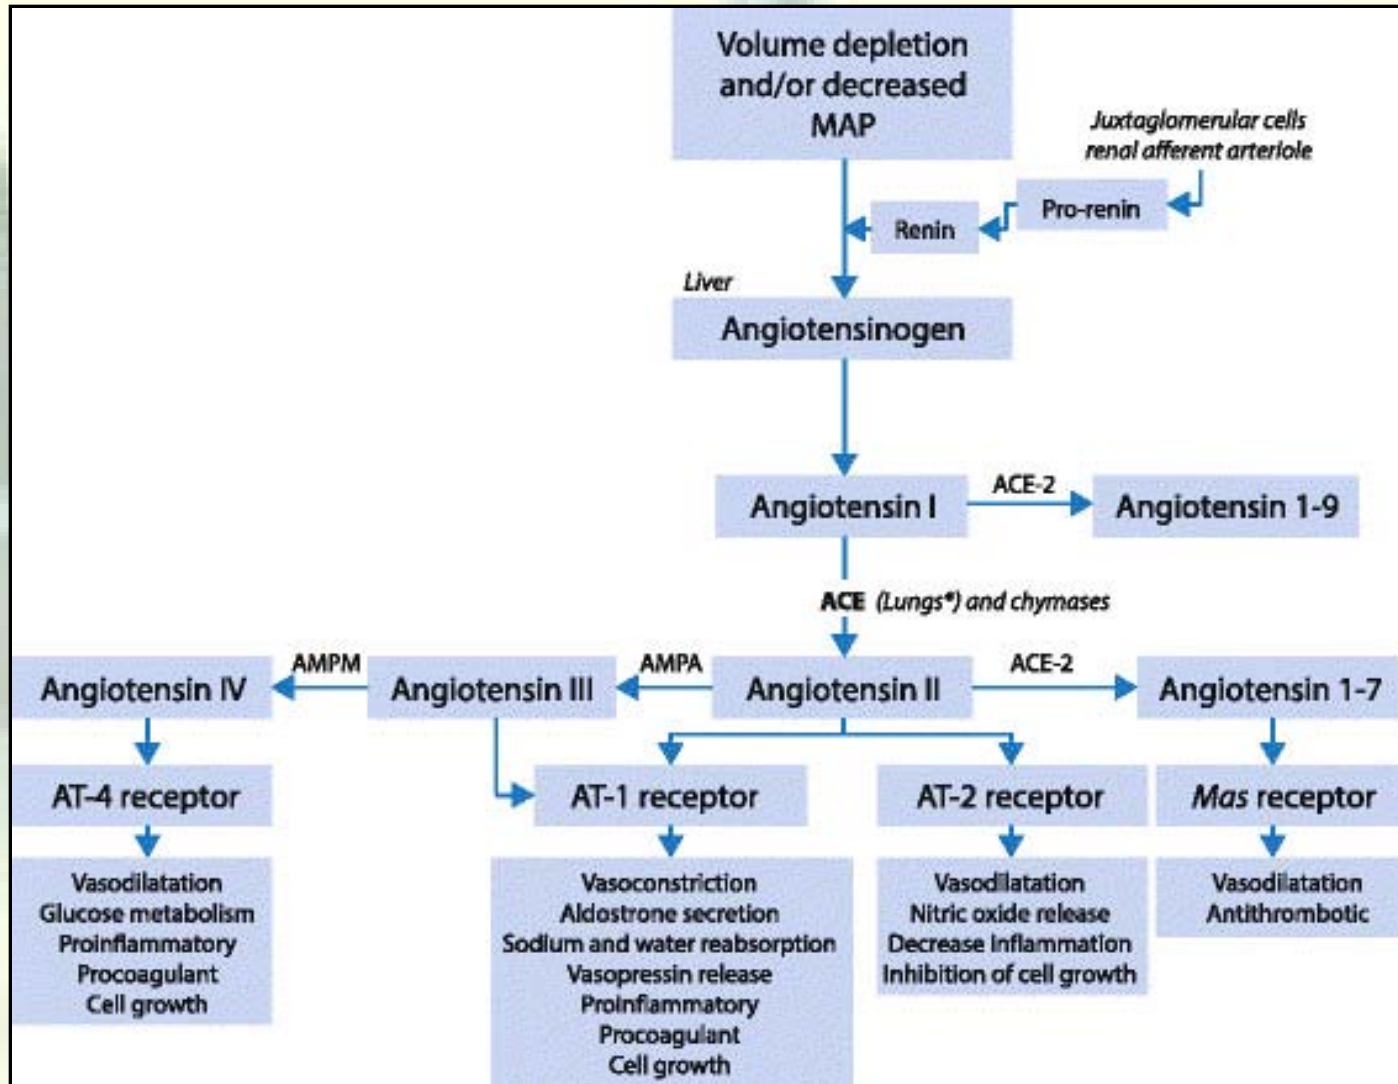 Volume depletion
and/or decreased
MAP
Juxtaglomerular cells
renal afferent arteriole
Pro-renin
Renin
Liver
Angiotensinogen
Angiotensin I
ACE-2
Angiotensin 1-9
ACE (Lungs*) and chymases
Angiotensin IV
AMPM
Angiotensin III
AMPA
Angiotensin II
ACE-2
Angiotensin 1-7
AT-4 receptor
AT-1 receptor
AT-2 receptor
Mas receptor
Vasodilatation
Glucose metabolism
Proinflammatory
Procoagulant
Cell growth
Vasoconstriction
Aldostrone secretion
Sodium and water reabsorption
Vasopressin release
Proinflammatory
Procoagulant
Cell growth
Vasodilatation
Nitric oxide release
Decrease inflammation
Inhibition of cell growth
Vasodilatation
Antithrombotic